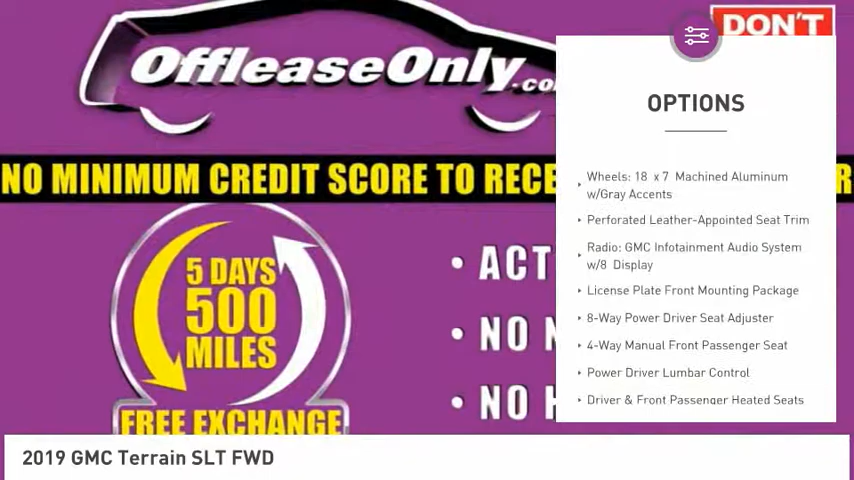 OffleaseOnly.co
DON'T
NO MINIMUM CREDIT SCORE TO RECE
R
5 DAYS
500
MILES
FREE EXCHANGE
• ACT
• NO
• NO
OPTIONS
Wheels: 18 x 7 Machined Aluminum
w/Gray Accents
Perforated Leather-Appointed Seat Trim
Radio: GMC Infotainment Audio System
w/8 Display
License Plate Front Mounting Package
8-Way Power Driver Seat Adjuster
4-Way Manual Front Passenger Seat
Power Driver Lumbar Control
Driver & Front Passenger Heated Seats
2019 GMC Terrain SLT FWD